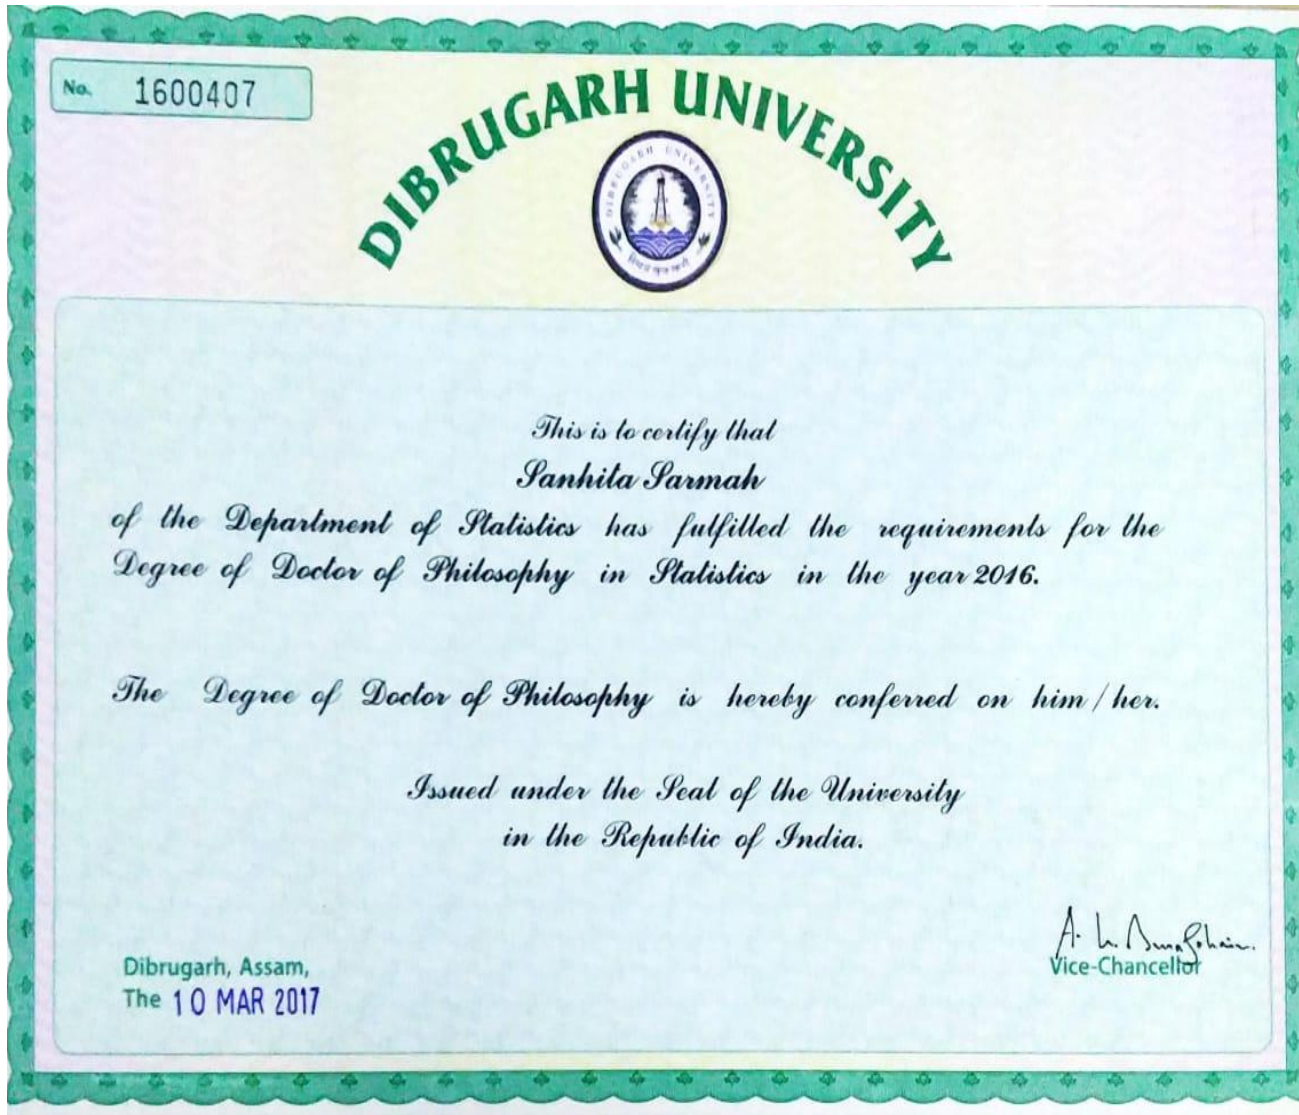 No. 1600407
DIBRUGARH UNIVERSITY
DIBRUGARH UNIVERSITY
This is to certify that
Sanhita Sarmah
of the Department of Statistics has fulfilled the requirements for the
Degree of Doctor of Philosophy in Statistics in the year 2016.
The Degree of Doctor of Philosophy is hereby conferred on him / her.
Issued under the Seal of the University
in the Republic of India.
Vice-Chancellor
Dibrugarh, Assam,
The 10 MAR 2017